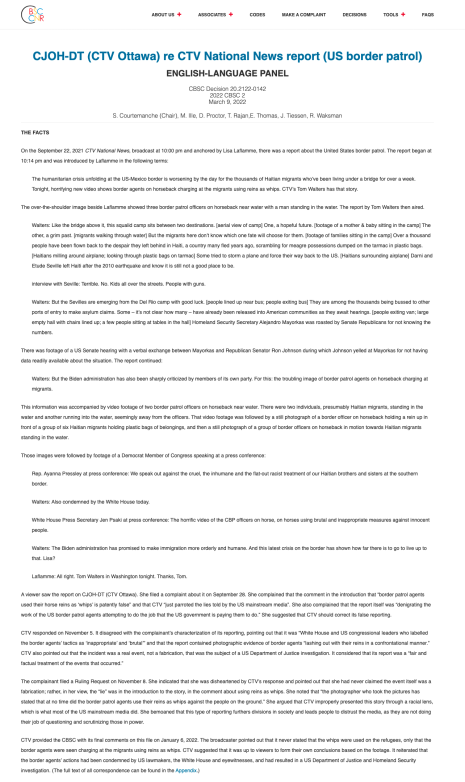 CBSC
CCNR
ABOUT US +
ASSOCIATES +
CODES
MAKE A COMPLAINT
DECISIONS
TOOLS +
FAQS
CJOH-DT (CTV Ottawa) re CTV National News report (US border patrol)
ENGLISH-LANGUAGE PANEL
CBSC Decision 20.2122-0142
2022 CBSC 2
March 9, 2022
S. Courtemanche (Chair), M. Ille, D. Proctor, T. Rajan,E. Thomas, J. Tiessen, R. Waksman
THE FACTS
On the September 22, 2021 CTV National News, broadcast at 10:00 pm and anchored by Lisa Laflamme, there was a report about the United States border patrol. The report began at
10:14 pm and was introduced by Laflamme in the following terms:
The humanitarian crisis unfolding at the US-Mexico border is worsening by the day for the thousands of Haitian migrants who've been living under a bridge for over a week.
Tonight, horrifying new video shows border agents on horseback charging at the migrants using reins as whips. CTV's Tom Walters has that story.
The over-the-shoulder image beside Laflamme showed three border patrol officers on horseback near water with a man standing in the water. The report by Tom Walters then aired.
Walters: Like the bridge above it, this squalid camp sits between two destinations. [aerial view of camp] One, a hopeful future. [footage of a mother & baby sitting in the camp] The
other, a grim past. [migrants walking through water] But the migrants here don't know which one fate will choose for them. [footage of families sitting in the camp] Over a thousand
people have been flown back to the despair they left behind in Haiti, a country many fled years ago, scrambling for meagre possessions dumped on the tarmac in plastic bags.
[Haitians milling around airplane; looking through plastic bags on tarmac] Some tried to storm a plane and force their way back to the US. [Haitians surrounding airplane] Darni and
Etude Seville left Haiti after the 2010 earthquake and know it is still not a good place to be.
interview with Seville: Terrible. No. Kids all over the streets. People with guns.
Walters: But the Sevilles are emerging from the Del Rio camp with good luck. [people lined up near bus; people exiting bus] They are among the thousands being bussed to other
ports of entry to make asylum claims. Some – it's not clear how many – have already been released into American communities as they await hearings. [people exiting van; large
empty hall with chairs lined up; a few people sitting at tables in the hall] Homeland Security Secretary Alejandro Mayorkas was roasted by Senate Republicans for not knowing the
numbers.
There was footage of a US Senate hearing with a verbal exchange between Mayorkas and Republican Senator Ron Johnson during which Johnson yelled at Mayorkas for not having
data readily available about the situation. The report continued:
Walters: But the Biden administration has also been sharply criticized by members of its own party. For this: the troubling image of border patrol agents on horseback charging at
migrants.
This information was accompanied by video footage of two border patrol officers on horseback near water. There were two individuals, presumably Haitian migrants, standing in the
water and another running into the water, seemingly away from the officers. That video footage was followed by a still photograph of a border officer on horseback holding a rein up in
front of a group of six Haitian migrants holding plastic bags of belongings, and then a still photograph of a group of border officers on horseback in motion towards Haitian migrants
standing in the water.
Those images were followed by footage of a Democrat Member of Congress speaking at a press conference:
Rep. Ayanna Pressley at press conference: We speak out against the cruel, the inhumane and the flat-out racist treatment of our Haitian brothers and sisters at the southern
border.
Walters: Also condemned by the White House today.
White House Press Secretary Jen Psaki at press conference: The horrific video of the CBP officers on horse, on horses using brutal and inappropriate measures against innocent
people.
Walters: The Biden administration has promised to make immigration more orderly and humane. And this latest crisis on the border has shown how far there is to go to live up to
that. Lisa?
Laflamme: All right. Tom Walters in Washington tonight. Thanks, Tom.
A viewer saw the report on CJOH-DT (CTV Ottawa). She filed a complaint about it on September 28. She complained that the comment in the introduction that "border patrol agents
used their horse reins as 'whips' is patently false" and that CTV "just parroted the lies told by the US mainstream media". She also complained that the report itself was "denigrating the
work of the US border patrol agents attempting to do the job that the US government is paying them to do." She suggested that CTV should correct its false reporting.
CTV responded on November 5. It disagreed with the complainant's characterization of its reporting, pointing out that it was "White House and US congressional leaders who labelled
the border agents' tactics as 'inappropriate' and 'brutal'" and that the report contained photographic evidence of border agents "lashing out with their reins in a confrontational manner."
CTV also pointed out that the incident was a real event, not a fabrication, that was the subject of a US Department of Justice investigation. It considered that its report was a "fair and
factual treatment of the events that occurred."
The complainant filed a Ruling Request on November 6. She indicated that she was disheartened by CTV's response and pointed out that she had never claimed the event itself was a
fabrication; rather, in her view, the "lie" was in the introduction to the story, in the comment about using reins as whips. She noted that "the photographer who took the pictures has
stated that at no time did the border patrol agents use their reins as whips against the people on the ground." She argued that CTV improperly presented this story through a racial lens,
which is what most of the US mainstream media did. She bemoaned that this type of reporting furthers divisions in society and leads people to distrust the media, as they are not doing
their job of questioning and scrutinizing those in power.
CTV provided the CBSC with its final comments on this file on January 6, 2022. The broadcaster pointed out that it never stated that the whips were used on the refugees, only that the
border agents were seen charging at the migrants using reins as whips. CTV suggested that it was up to viewers to form their own conclusions based on the footage. It reiterated that
the border agents' actions had been condemned by US lawmakers, the White House and eyewitnesses, and had resulted in a US Department of Justice and Homeland Security
investigation. (The full text of all correspondence can be found in the Appendix.)